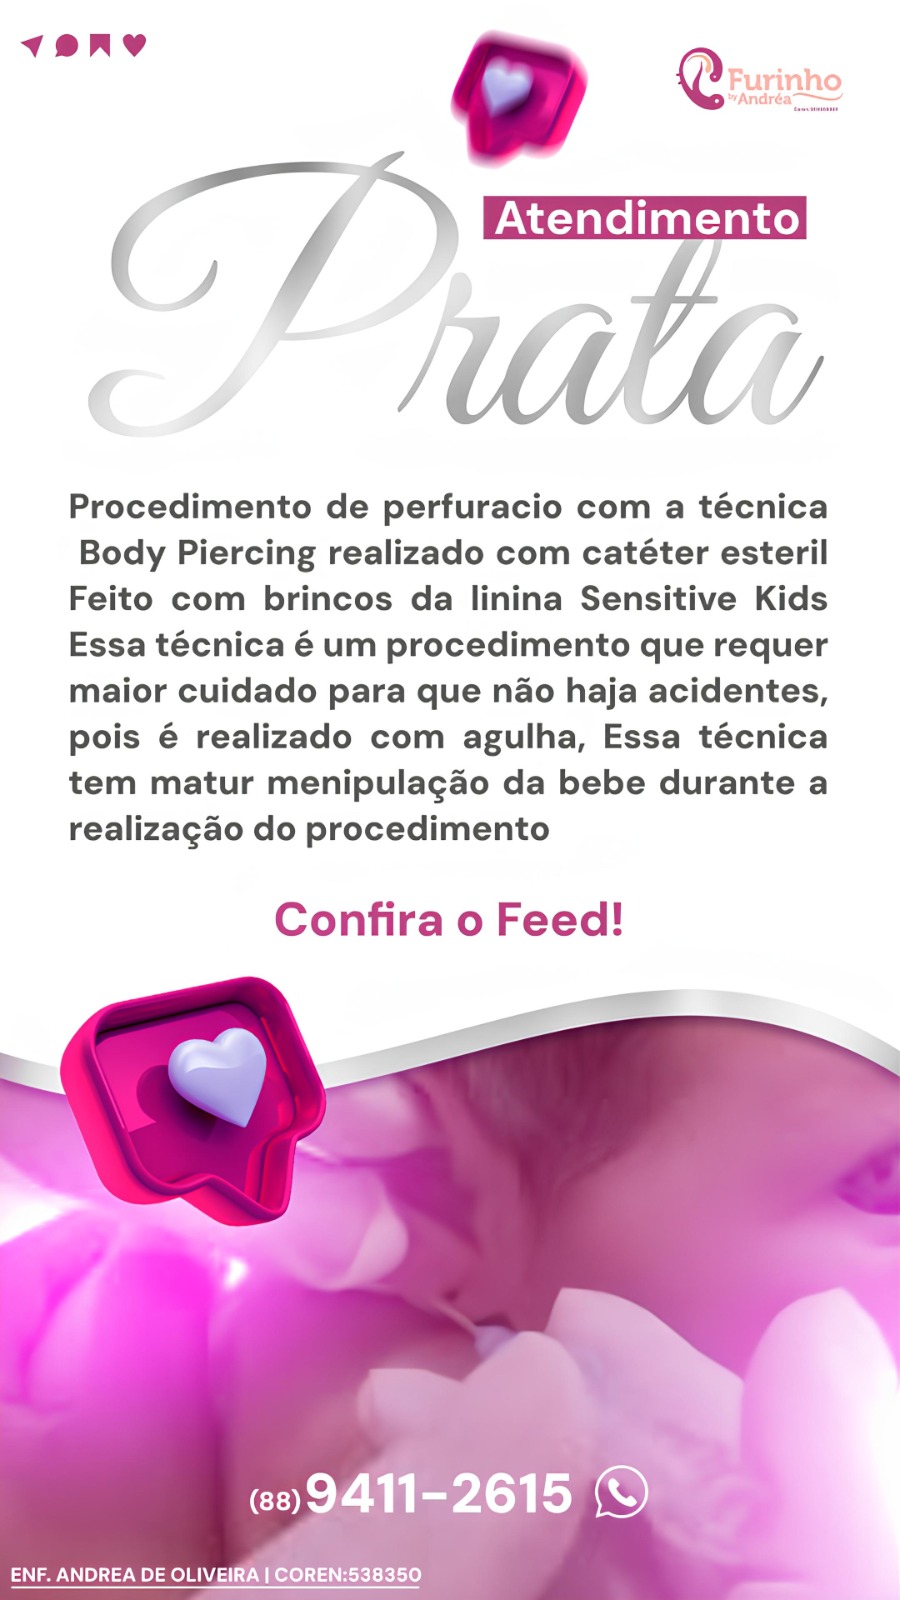 Furinho
by Andréa
Atendimento
Prata
Procedimento de perfuracio com a técnica
Body Piercing realizado com catéter esteril
Feito com brincos da linina Sensitive Kids
Essa técnica é um procedimento que requer
maior cuidado para que não haja acidentes,
pois é realizado com agulha, Essa técnica
tem matur menipulação da bebe durante a
realização do procedimento
Confira o Feed!
(88) 9411-2615
ENF. ANDREA DE OLIVEIRA | COREN:538350